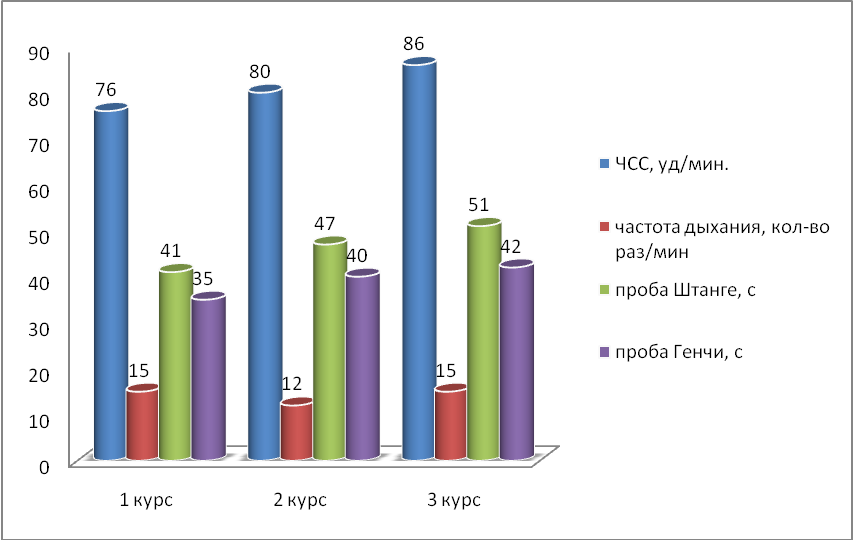 90
80
70
60
50
40
30
20
10
0
76
15
41
35
80
12
47
40
86
15
51
42
1 курс
2 курс
3 курс
ЧСС, уд/мин.
частота дыхания, кол-во
раз/мин
проба Штанге, с
проба Генчи, с